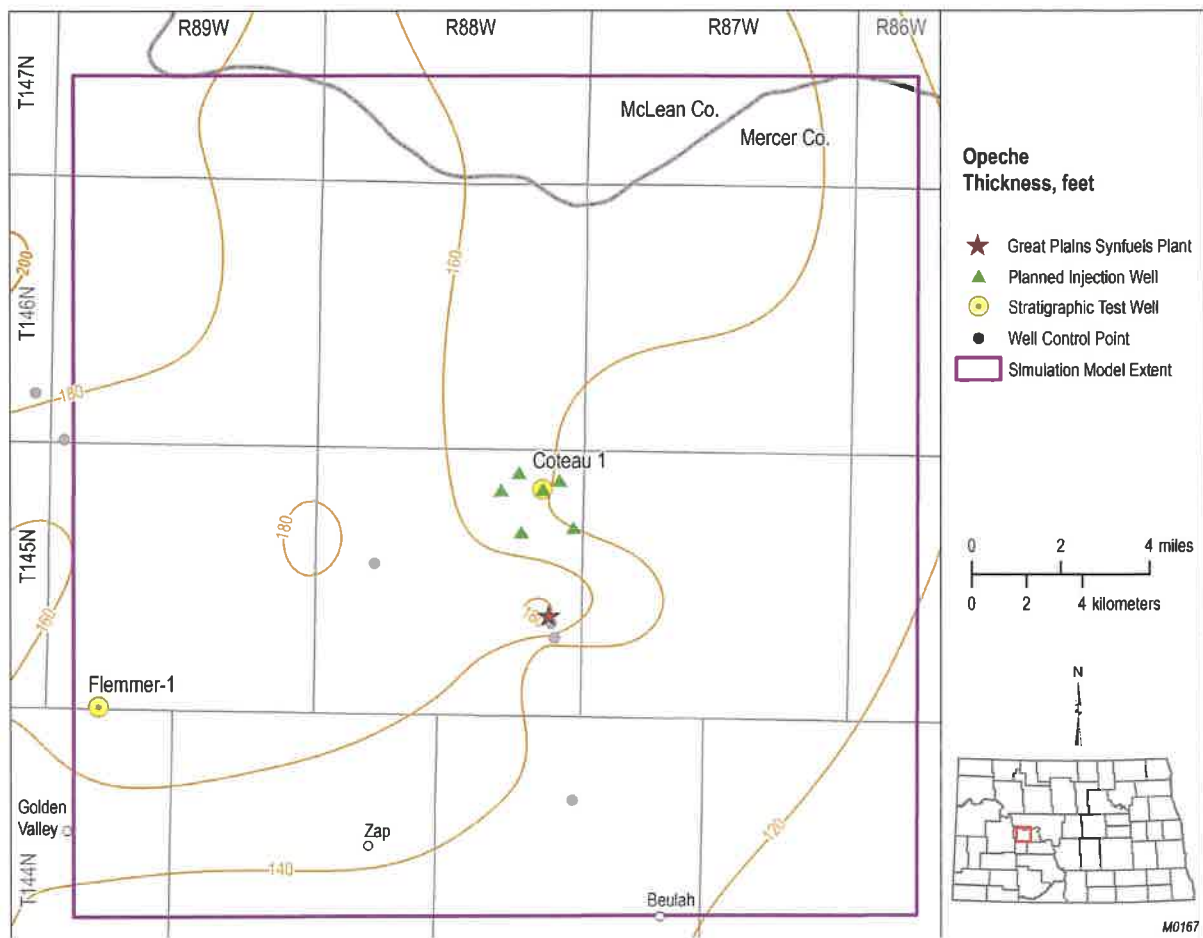 R89W
R88W
R87W
R86W
T147N
McLean Co.
Mercer Co.
160
200
T146N
180
Coteau 1
180
T145N
160
180
Flemmer-1
Golden
Valley
Zap
T144N
140
120
Beulah
Opeche
Thickness, feet
Great Plains Synfuels Plant
Planned Injection Well
Stratigraphic Test Well
Well Control Point
Simulation Model Extent
0 2 4 miles
0 2 4 kilometers
N
M0167